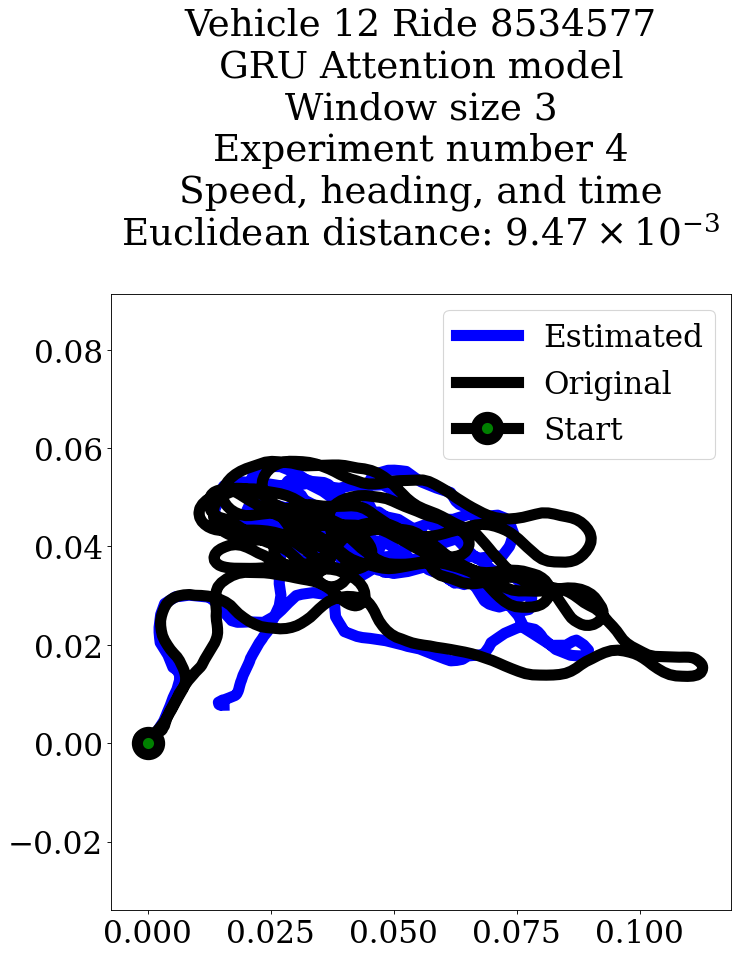 Vehicle 12 Ride 8534577
GRU Attention model
Window size 3
Experiment number 4
Speed, heading, and time
Euclidean distance: 9.47 × 10⁻³
Estimated
Original
Start
0.08
0.06
0.04
0.02
0.00
−0.02
0.000 0.025 0.050 0.075 0.100